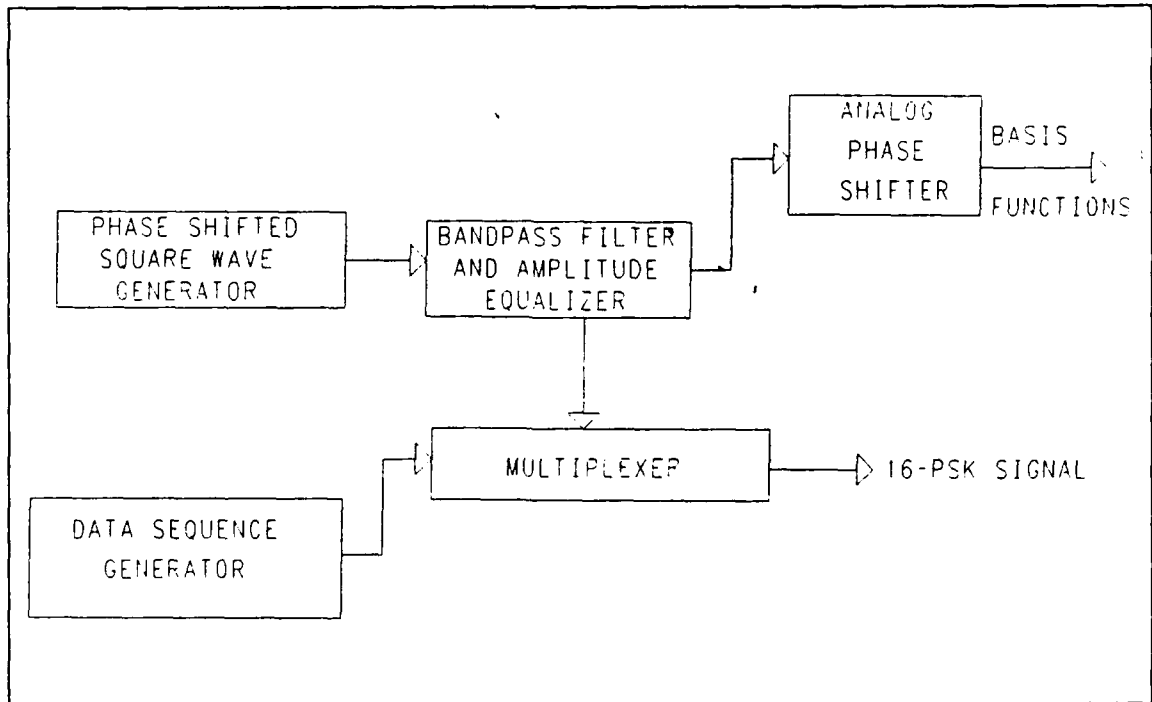 ANALOG
PHASE
SHIFTER
BASIS
FUNCTIONS
PHASE SHIFTED
SQUARE WAVE
GENERATOR
BANDPASS FILTER
AND AMPLITUDE
EQUALIZER
MULTIPLEXER
16-PSK SIGNAL
DATA SEQUENCE
GENERATOR